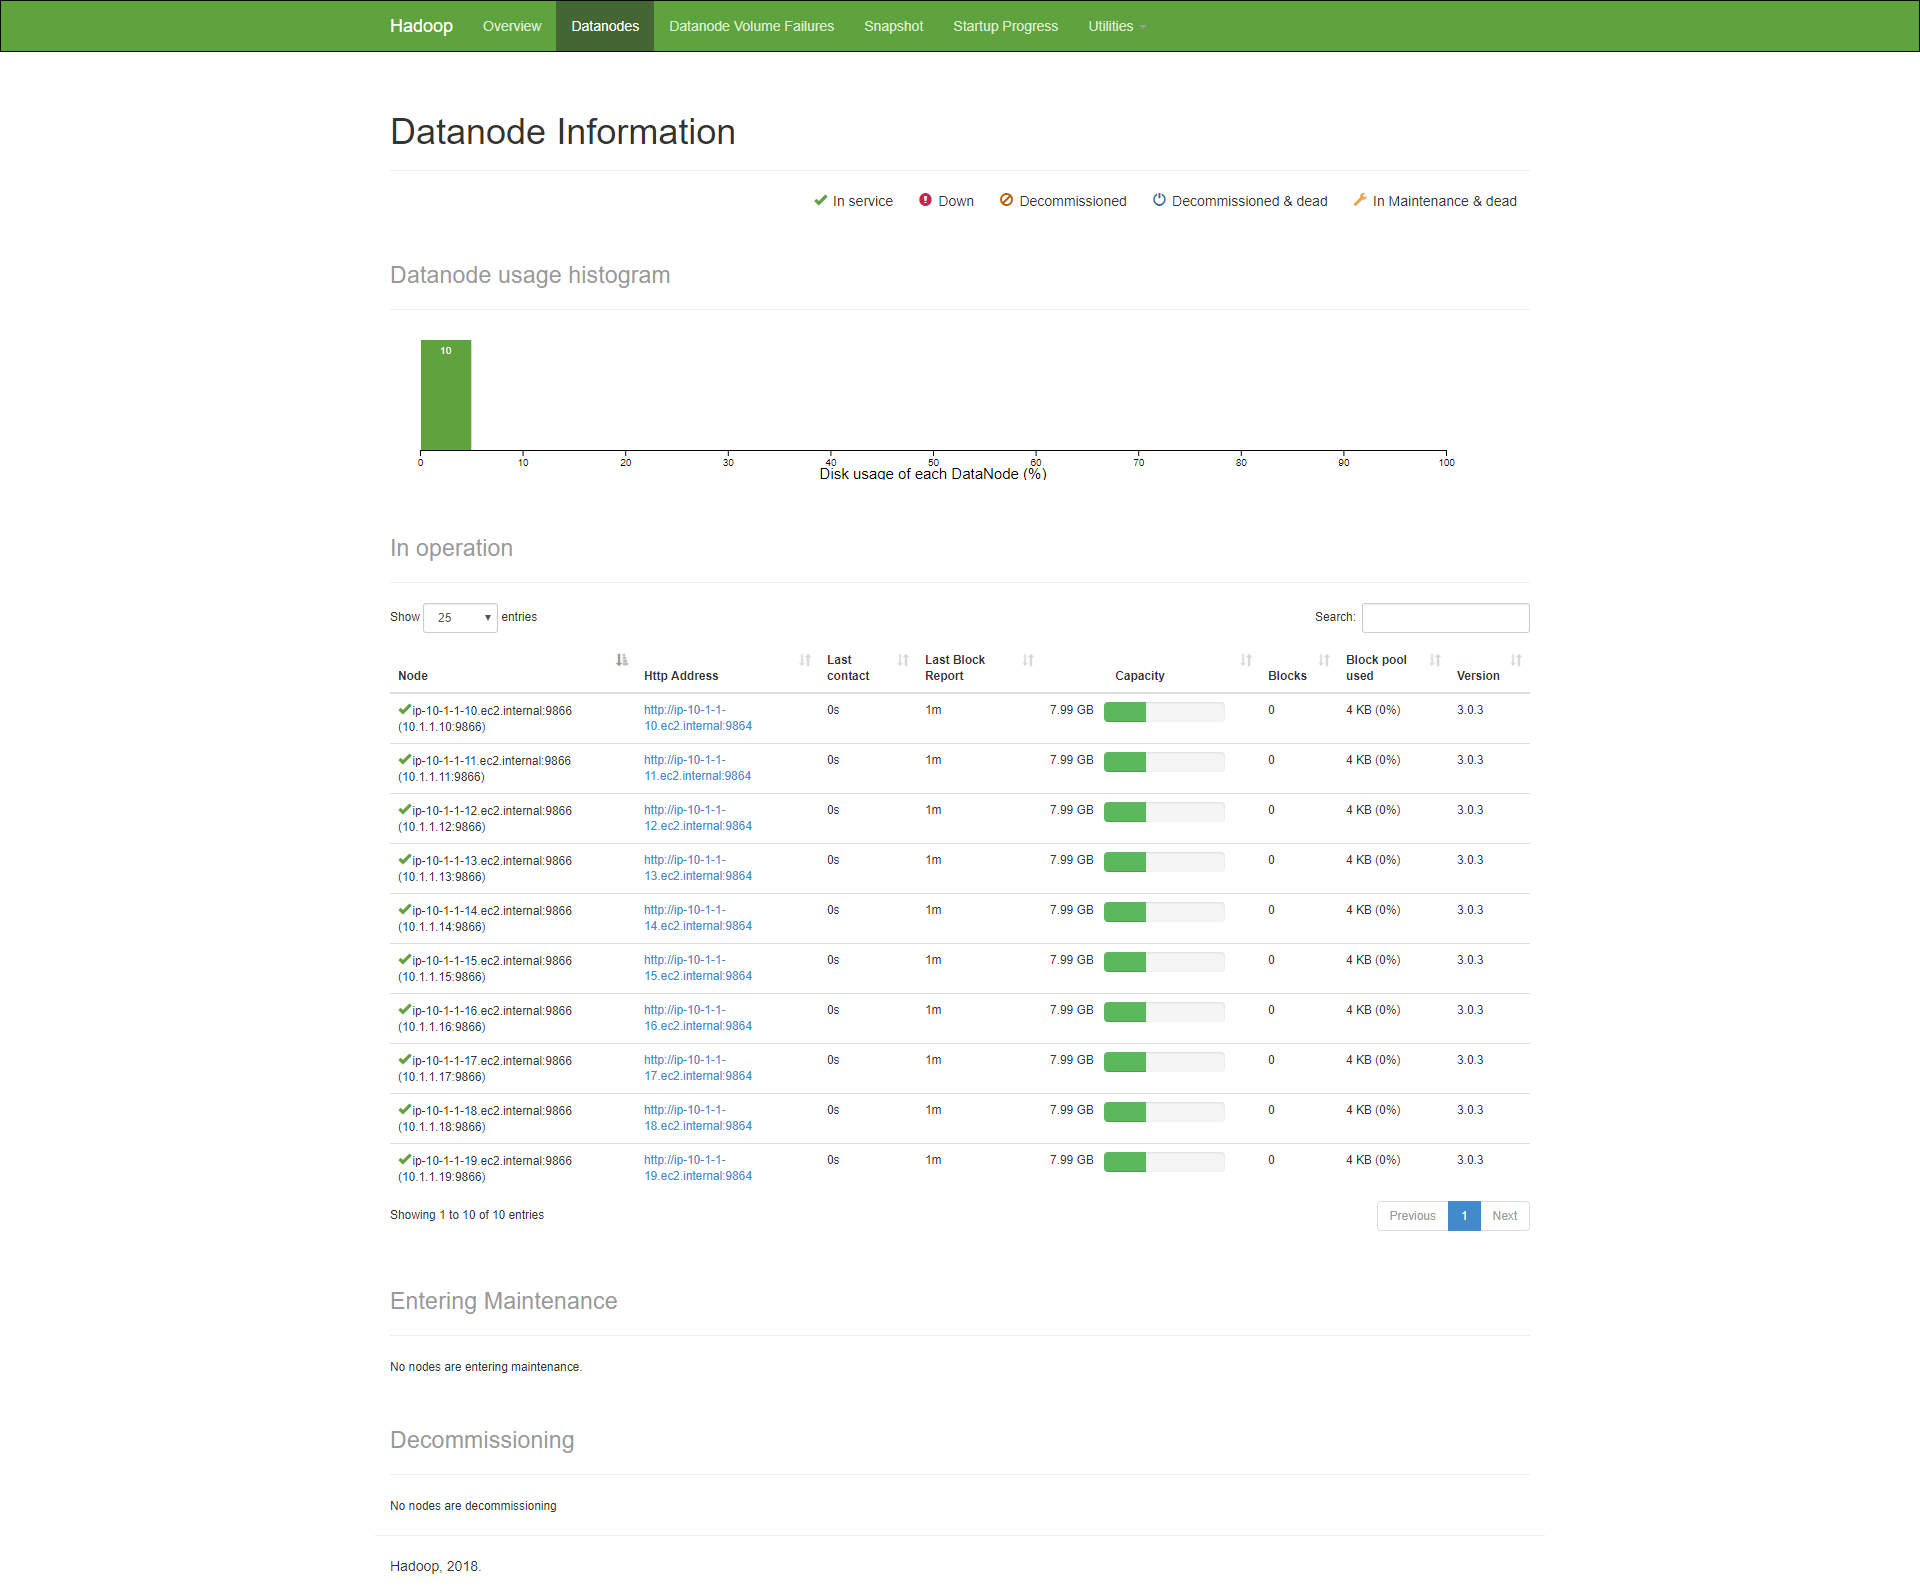 Hadoop Overview Datanodes Datanode Volume Failures Snapshot Startup Progress Utilities
Datanode Information
In service Down Decommissioned Decommissioned & dead In Maintenance & dead
Datanode usage histogram
10
0 10 20 30 40 50 60 70 80 90 100
Disk usage of each DataNode (%)
In operation
Show 25 entries Search:
Node Http Address Last contact Last Block Report Capacity Blocks Block pool used Version
ip-10-1-1-10.ec2.internal:9866 http://ip-10-1-1- 0s 1m 7.99 GB 0 4 KB (0%) 3.0.3
(10.1.1.10:9866) 10.ec2.internal:9864
ip-10-1-1-11.ec2.internal:9866 http://ip-10-1-1- 0s 1m 7.99 GB 0 4 KB (0%) 3.0.3
(10.1.1.11:9866) 11.ec2.internal:9864
ip-10-1-1-12.ec2.internal:9866 http://ip-10-1-1- 0s 1m 7.99 GB 0 4 KB (0%) 3.0.3
(10.1.1.12:9866) 12.ec2.internal:9864
ip-10-1-1-13.ec2.internal:9866 http://ip-10-1-1- 0s 1m 7.99 GB 0 4 KB (0%) 3.0.3
(10.1.1.13:9866) 13.ec2.internal:9864
ip-10-1-1-14.ec2.internal:9866 http://ip-10-1-1- 0s 1m 7.99 GB 0 4 KB (0%) 3.0.3
(10.1.1.14:9866) 14.ec2.internal:9864
ip-10-1-1-15.ec2.internal:9866 http://ip-10-1-1- 0s 1m 7.99 GB 0 4 KB (0%) 3.0.3
(10.1.1.15:9866) 15.ec2.internal:9864
ip-10-1-1-16.ec2.internal:9866 http://ip-10-1-1- 0s 1m 7.99 GB 0 4 KB (0%) 3.0.3
(10.1.1.16:9866) 16.ec2.internal:9864
ip-10-1-1-17.ec2.internal:9866 http://ip-10-1-1- 0s 1m 7.99 GB 0 4 KB (0%) 3.0.3
(10.1.1.17:9866) 17.ec2.internal:9864
ip-10-1-1-18.ec2.internal:9866 http://ip-10-1-1- 0s 1m 7.99 GB 0 4 KB (0%) 3.0.3
(10.1.1.18:9866) 18.ec2.internal:9864
ip-10-1-1-19.ec2.internal:9866 http://ip-10-1-1- 0s 1m 7.99 GB 0 4 KB (0%) 3.0.3
(10.1.1.19:9866) 19.ec2.internal:9864
Showing 1 to 10 of 10 entries Previous 1 Next
Entering Maintenance
No nodes are entering maintenance.
Decommissioning
No nodes are decommissioning
Hadoop, 2018.